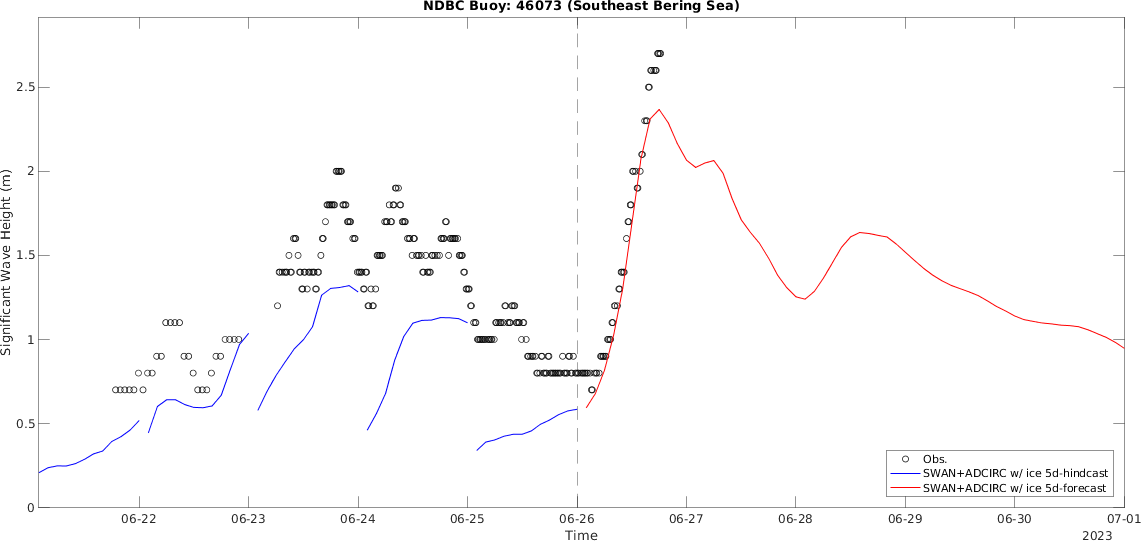 NDBC Buoy: 46073 (Southeast Bering Sea)
Significant Wave Height (m)
2.5
2
1.5
1
0.5
0
Obs.
SWAN+ADCIRC w/ ice 5d-hindcast
SWAN+ADCIRC w/ ice 5d-forecast
06-22 06-23 06-24 06-25 06-26 06-27 06-28 06-29 06-30 07-01
Time
2023